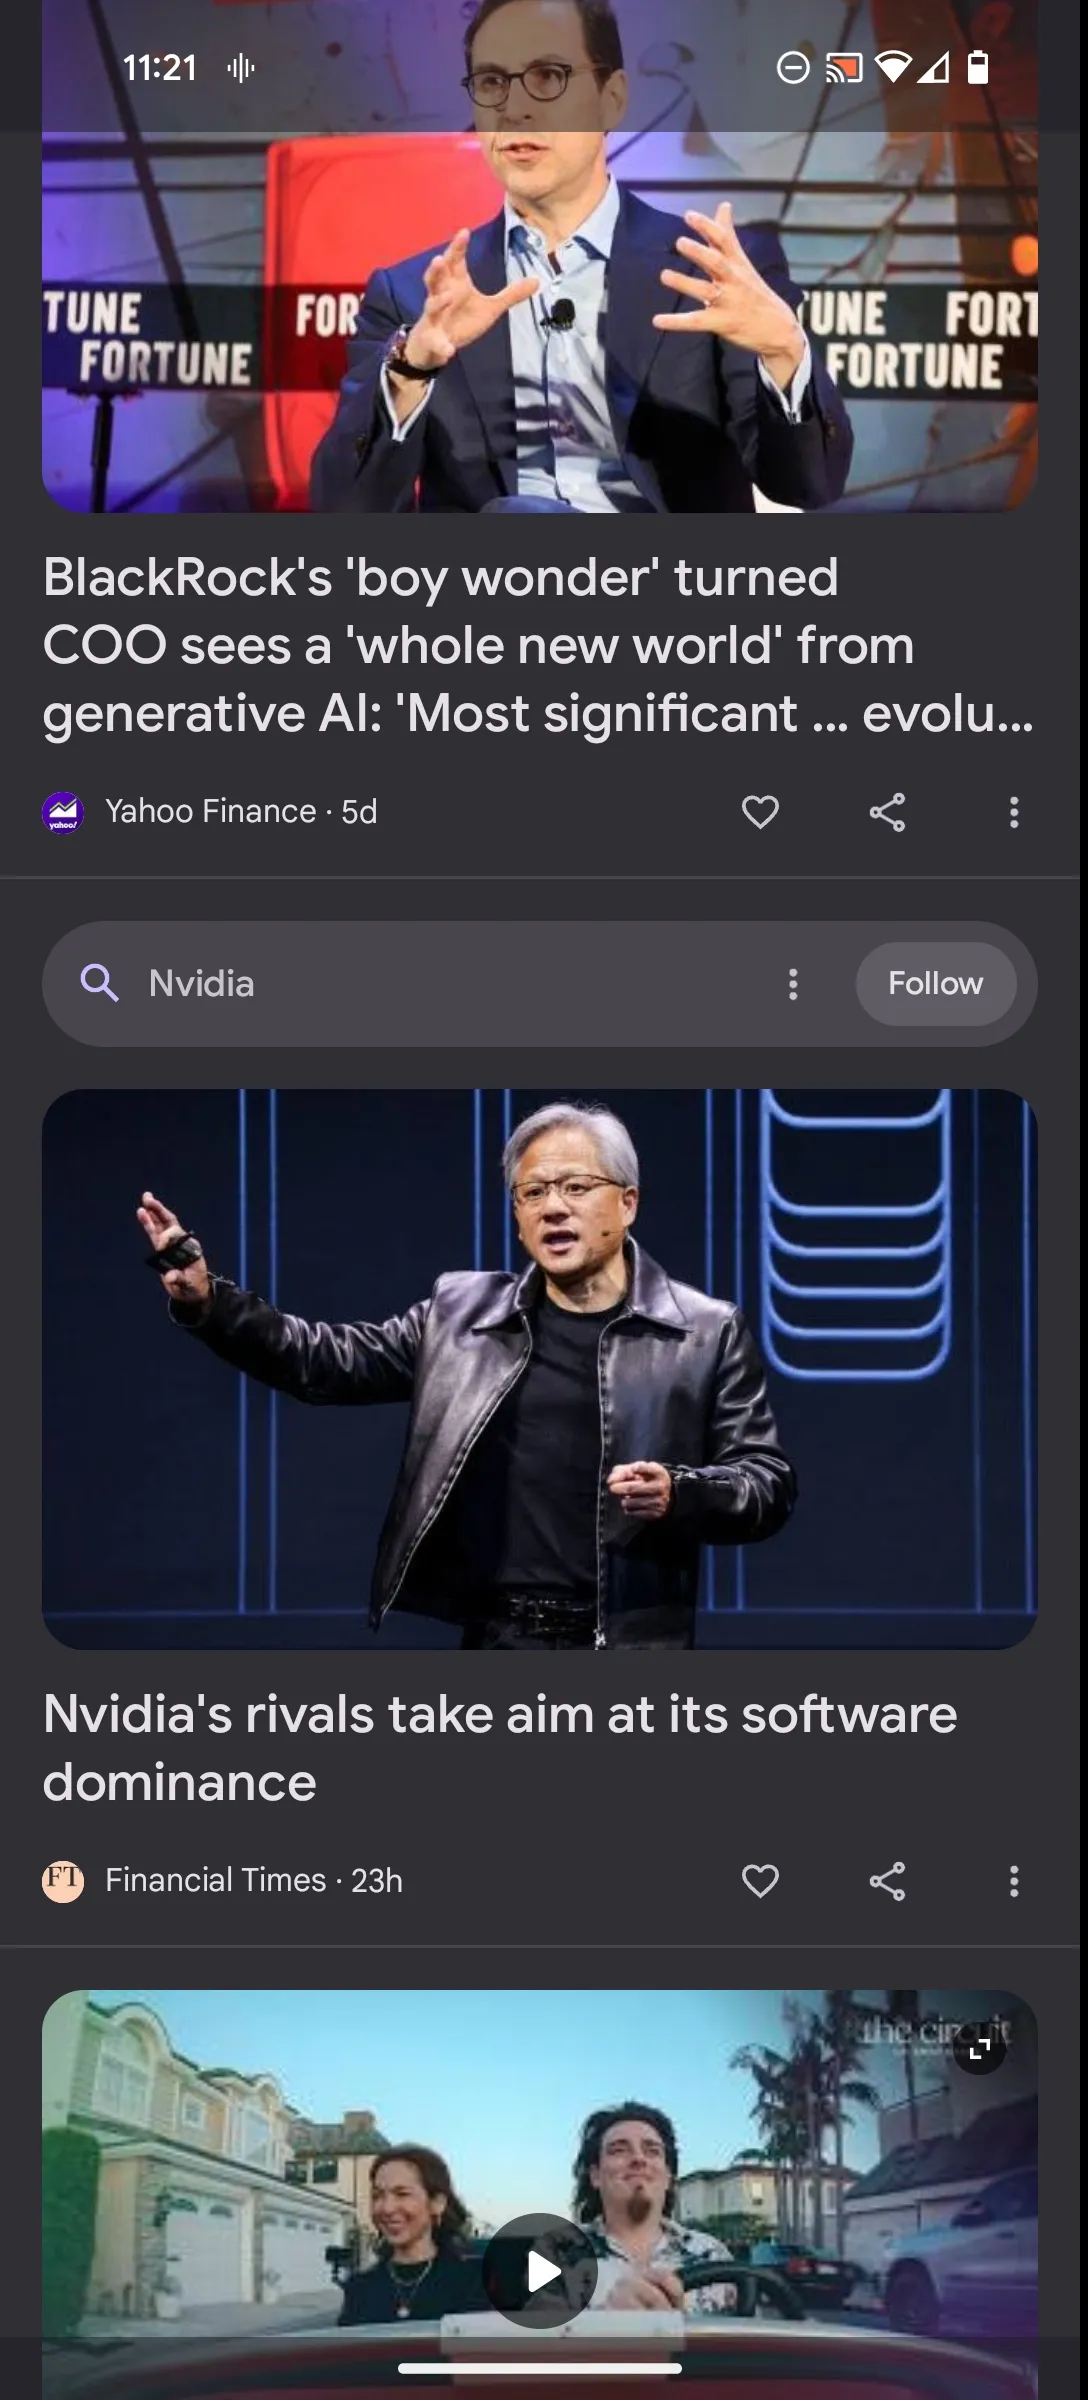 11:21
TUNE FOR TUNE FORT
FORTUNE FORTUNE
BlackRock's 'boy wonder' turned
COO sees a 'whole new world' from
generative AI: 'Most significant ... evolu...
yahoo!
Yahoo Finance · 5d
Nvidia
Follow
Nvidia's rivals take aim at its software
dominance
FT
Financial Times · 23h
the circuit